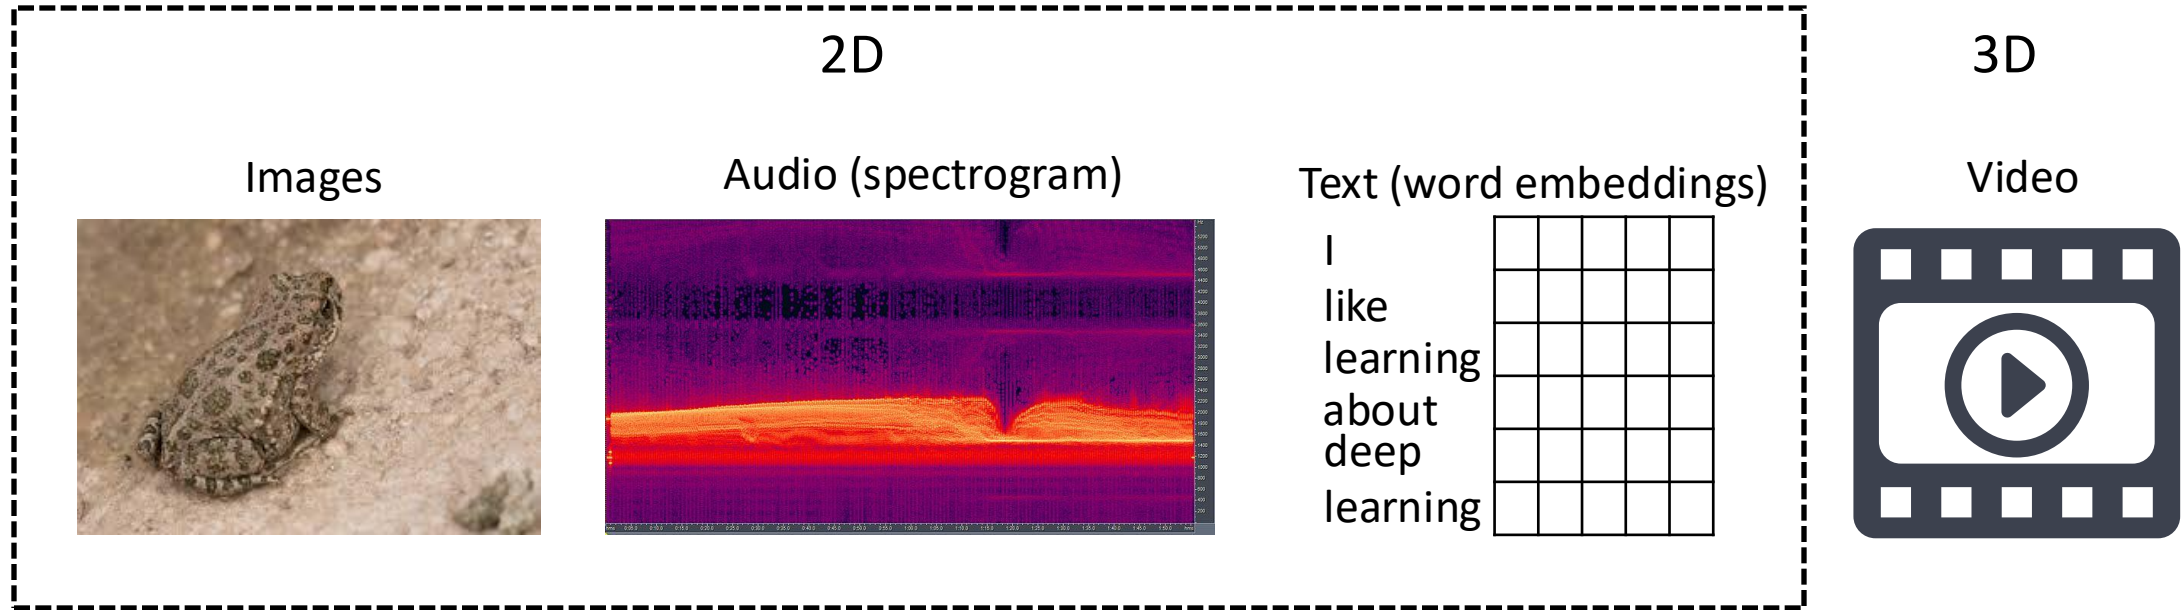 2D
3D
Images
Audio (spectrogram)
Text (word embeddings)
Video
I
like
learning
about
deep
learning